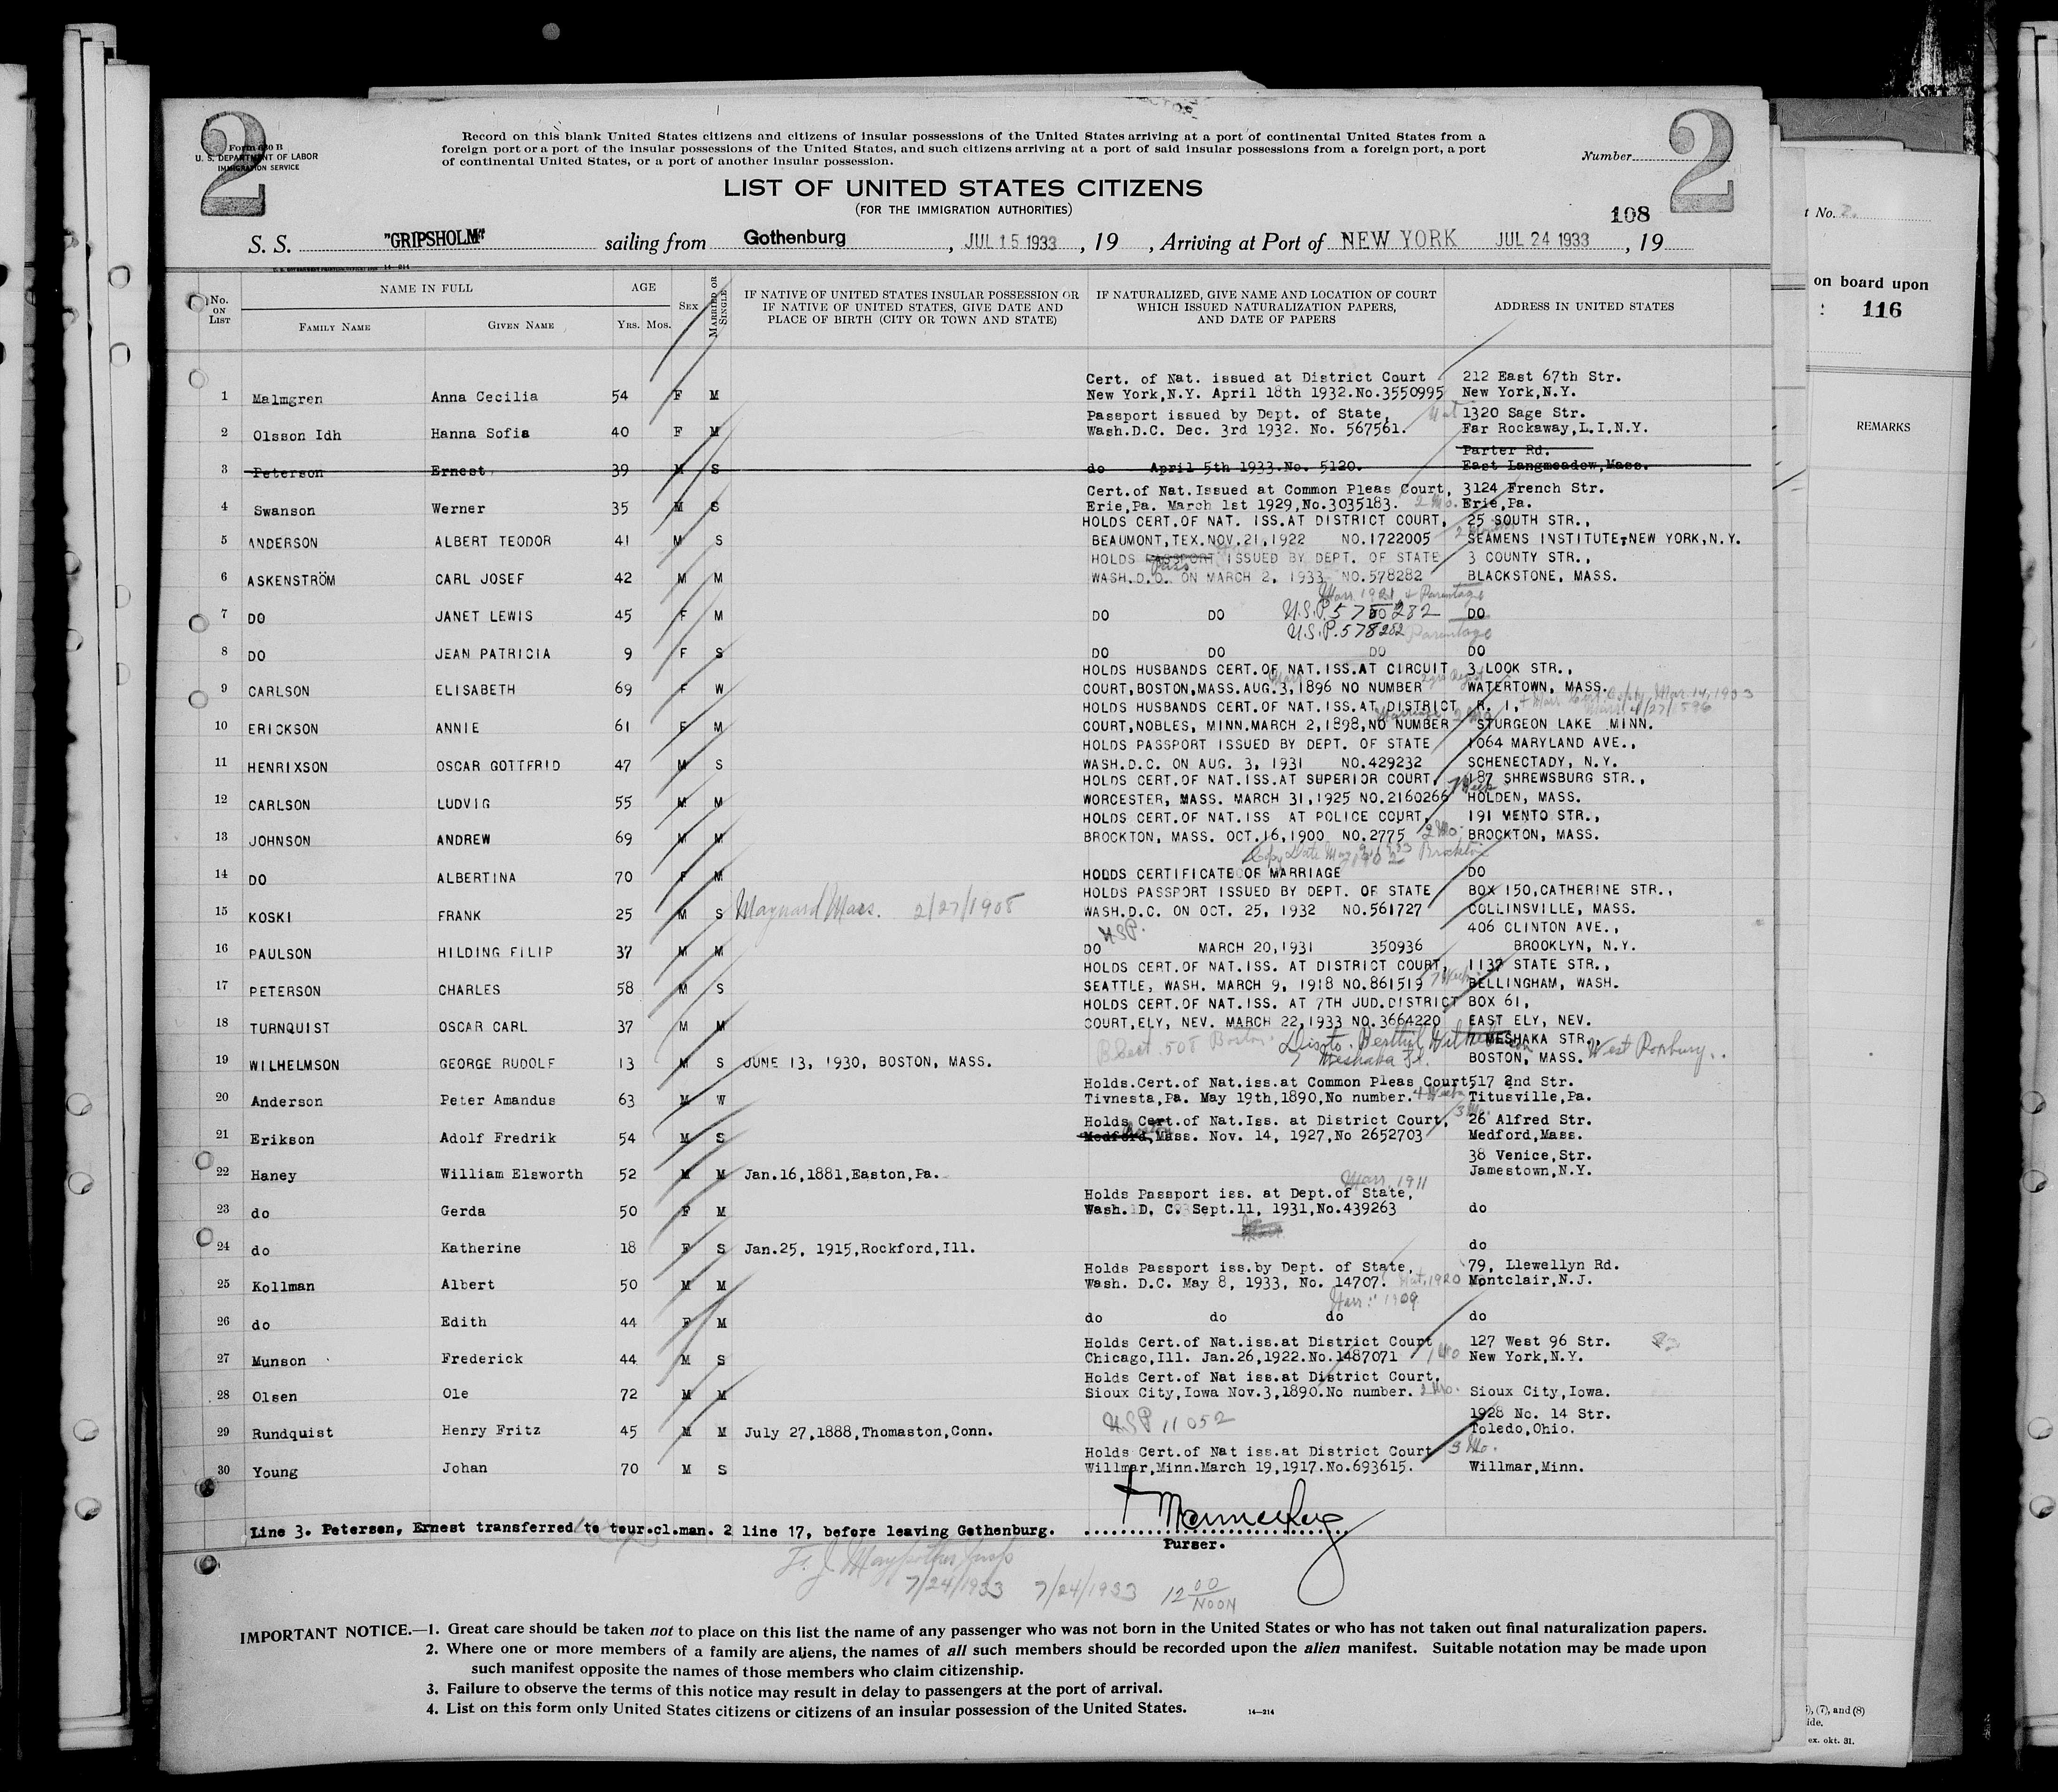 2
Form 630 B
U. S. DEPARTMENT OF LABOR
IMMIGRATION SERVICE
Record on this blank United States citizens and citizens of insular possessions of the United States arriving at a port of continental United States from a
foreign port or a port of the insular possessions of the United States, and such citizens arriving at a port of said insular possessions from a foreign port, a port
of continental United States, or a port of another insular possession.
Number
2
LIST OF UNITED STATES CITIZENS
(FOR THE IMMIGRATION AUTHORITIES)
108
S. S. "GRIPSHOLM" sailing from Gothenburg, JUL 15 1933, 19 , Arriving at Port of NEW YORK JUL 24 1933, 19
No. ON LIST
NAME IN FULL
FAMILY NAME
GIVEN NAME
AGE
Yrs. Mos.
SEX
MARRIED OR SINGLE
IF NATIVE OF UNITED STATES INSULAR POSSESSION OR
IF NATIVE OF UNITED STATES, GIVE DATE AND
PLACE OF BIRTH (CITY OR TOWN AND STATE)
IF NATURALIZED, GIVE NAME AND LOCATION OF COURT
WHICH ISSUED NATURALIZATION PAPERS,
AND DATE OF PAPERS
ADDRESS IN UNITED STATES
Cert. of Nat. issued at District Court 212 East 67th Str.
1 Malmgren Anna Cecilia 54 F M New York,N.Y. April 18th 1932.No.3550995 New York,N.Y.
Passport issued by Dept. of State, Nat 1320 Sage Str.
2 Olsson Idh Hanna Sofia 40 F M Wash.D.C. Dec. 3rd 1932. No. 567561. Far Rockaway,L.I.N.Y.
Parter Rd.
3 Peterson Ernest 39 M S do April 5th 1933.No. 5120. East Langmeadow,Mass.
Cert.of Nat.Issued at Common Pleas Court, 3124 French Str.
4 Swanson Werner 35 M S Erie,Pa. March 1st 1929,No.3035183. 2 Mo. Erie,Pa.
HOLDS CERT.OF NAT. ISS.AT DISTRICT COURT, 25 SOUTH STR.,
5 ANDERSON ALBERT TEODOR 41 M S BEAUMONT,TEX.NOV.21,1922 NO.1722005 SEAMENS INSTITUTE,NEW YORK,N.Y.
HOLDS PASSPORT ISSUED BY DEPT. OF STATE 3 COUNTY STR.,
Pass
6 ASKENSTRÖM CARL JOSEF 42 M M WASH.D.C. ON MARCH 2, 1933 NO.578282 BLACKSTONE, MASS.
Marr 1921 + Parentage
7 DO JANET LEWIS 45 F M DO DO U.S.P. 578282 DO
U.S.P. 578282 Parentage
8 DO JEAN PATRICIA 9 F S DO DO DO DO
HOLDS HUSBANDS CERT.OF NAT.ISS.AT CIRCUIT 3 LOOK STR.,
9 CARLSON ELISABETH 69 F W COURT,BOSTON,MASS.AUG.3,1896 NO NUMBER WATERTOWN, MASS.
HOLDS HUSBANDS CERT.OF NAT.ISS.AT DISTRICT R. 1,
10 ERICKSON ANNIE 61 F M COURT,NOBLES, MINN.MARCH 2,1898,NO NUMBER STURGEON LAKE MINN.
HOLDS PASSPORT ISSUED BY DEPT. OF STATE 1064 MARYLAND AVE.,
11 HENRIXSON OSCAR GOTTFRID 47 M S WASH.D.C. ON AUG. 3, 1931 NO.429232 SCHENECTADY, N.Y.
HOLDS CERT.OF NAT.ISS.AT SUPERIOR COURT, 187 SHREWSBURG STR.,
12 CARLSON LUDVIG 55 M M WORCESTER, MASS. MARCH 31,1925 NO.2160266 HOLDEN, MASS.
HOLDS CERT.OF NAT.ISS AT POLICE COURT, 191 MENTO STR.,
13 JOHNSON ANDREW 69 M M BROCKTON, MASS. OCT.16,1900 NO.2775 2 Mo. BROCKTON, MASS.
14 DO ALBERTINA 70 F M HOLDS CERTIFICATE OF MARRIAGE DO
HOLDS PASSPORT ISSUED BY DEPT. OF STATE BOX 150,CATHERINE STR.,
15 KOSKI FRANK 25 M S Maynard Mass. 2/27/1908 WASH.D.C. ON OCT. 25, 1932 NO.561727 COLLINSVILLE, MASS.
USP. 406 CLINTON AVE.,
16 PAULSON HILDING FILIP 37 M M DO MARCH 20,1931 350936 BROOKLYN, N.Y.
HOLDS CERT.OF NAT.ISS. AT DISTRICT COURT, 1137 STATE STR.,
17 PETERSON CHARLES 58 M S SEATTLE, WASH. MARCH 9, 1918 NO.861519 BELLINGHAM, WASH.
HOLDS CERT.OF NAT.ISS. AT 7TH JUD.DISTRICT BOX 61,
18 TURNQUIST OSCAR CARL 37 M M COURT,ELY, NEV. MARCH 22,1933 NO.3664220 EAST ELY, NEV.
7 MESHAKA STR.,
19 WILHELMSON GEORGE RUDOLF 13 M S JUNE 13, 1930, BOSTON, MASS. 7 Meshaka St. BOSTON, MASS. West Roxbury..
Holds.Cert.of Nat.iss.at Common Pleas Court, 517 2nd Str.
20 Anderson Peter Amandus 63 M W Tivnesta,Pa. May 19th,1890,No number. Titusville,Pa.
Holds Cert.of Nat.Iss. at District Court, 3 Mo. 26 Alfred Str.
21 Erikson Adolf Fredrik 54 M S Medford,Mass. Nov. 14, 1927,No 2652703 Medford,Mass.
38 Venice,Str.
22 Haney William Elsworth 52 M M Jan.16,1881,Easton,Pa. Jamestown,N.Y.
Marr. 1911
Holds Passport iss. at Dept.of State,
23 do Gerda 50 F M Wash. D. C. Sept.11, 1931,No.439263 do
24 do Katherine 18 F S Jan.25, 1915,Rockford,Ill. do
Holds Passport iss.by Dept. of State, 79, Llewellyn Rd.
25 Kollman Albert 50 M M Wash. D.C. May 8, 1933, No. 14707. Nat. 1920 Montclair,N.J.
Marr: 1909
26 do Edith 44 F M do do do do
Holds Cert.of Nat.iss.at District Court 127 West 96 Str.
27 Munson Frederick 44 M S Chicago,Ill. Jan.26,1922.No.1487071 New York,N.Y.
Holds Cert.of Nat iss.at District Court.
28 Olsen Ole 72 M M Sioux City,Iowa Nov.3,1890.No number. 2 Mo. Sioux City,Iowa.
USP 11052 1928 No. 14 Str.
29 Rundquist Henry Fritz 45 M M July 27,1888,Thomaston,Conn. Toledo,Ohio.
Holds Cert.of Nat iss.at District Court 3 Mo.
30 Young Johan 70 M S Willmar,Minn.March 19,1917.No.693615. Willmar,Minn.
Line 3. Petersen, Ernest transferred to tour.cl.man. 2 line 17, before leaving Gothenburg.
Purser.
7/24/1933 7/24/1933 12 00 NOON
IMPORTANT NOTICE.—1. Great care should be taken not to place on this list the name of any passenger who was not born in the United States or who has not taken out final naturalization papers.
2. Where one or more members of a family are aliens, the names of all such members should be recorded upon the alien manifest. Suitable notation may be made upon
such manifest opposite the names of those members who claim citizenship.
3. Failure to observe the terms of this notice may result in delay to passengers at the port of arrival.
4. List on this form only United States citizens or citizens of an insular possession of the United States.
14—214
t No. 2.
on board upon
: 116
REMARKS
), (7), and (8)
ide.
ex. okt. 31.